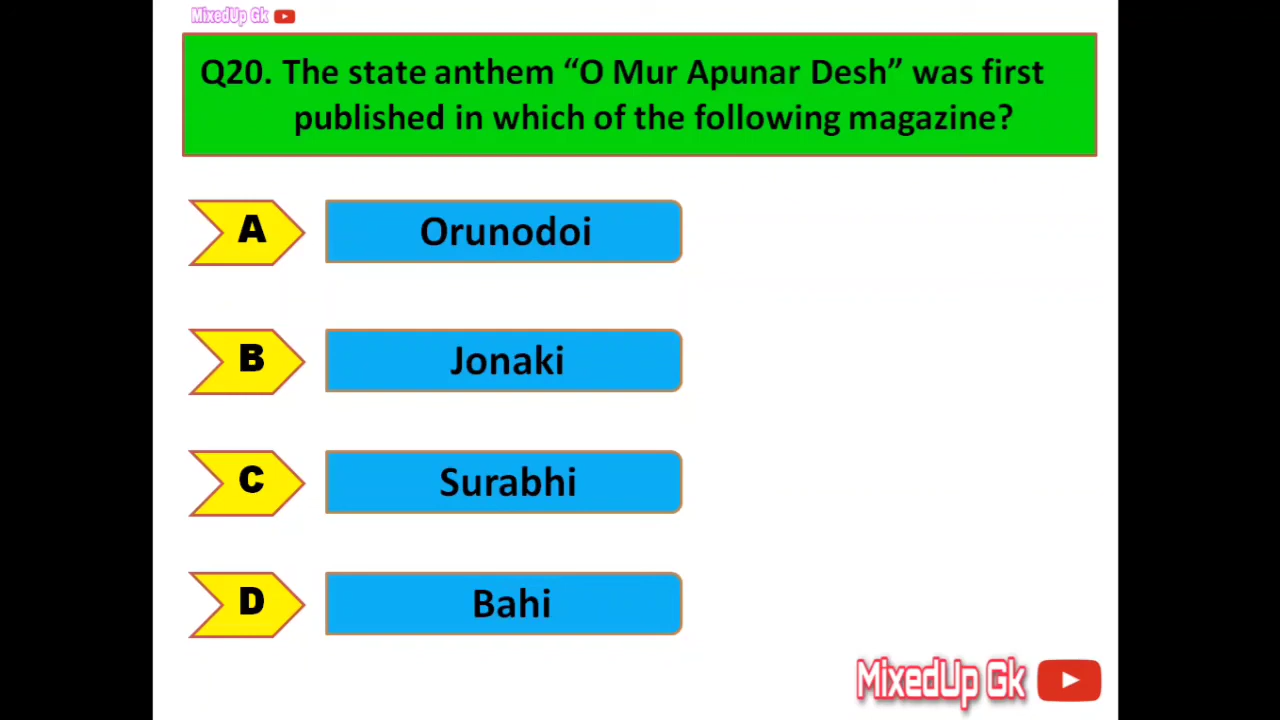 MixedUp Gk
Q20. The state anthem “O Mur Apunar Desh” was first
published in which of the following magazine?
A Orunodoi
B Jonaki
C Surabhi
D Bahi
MixedUp Gk